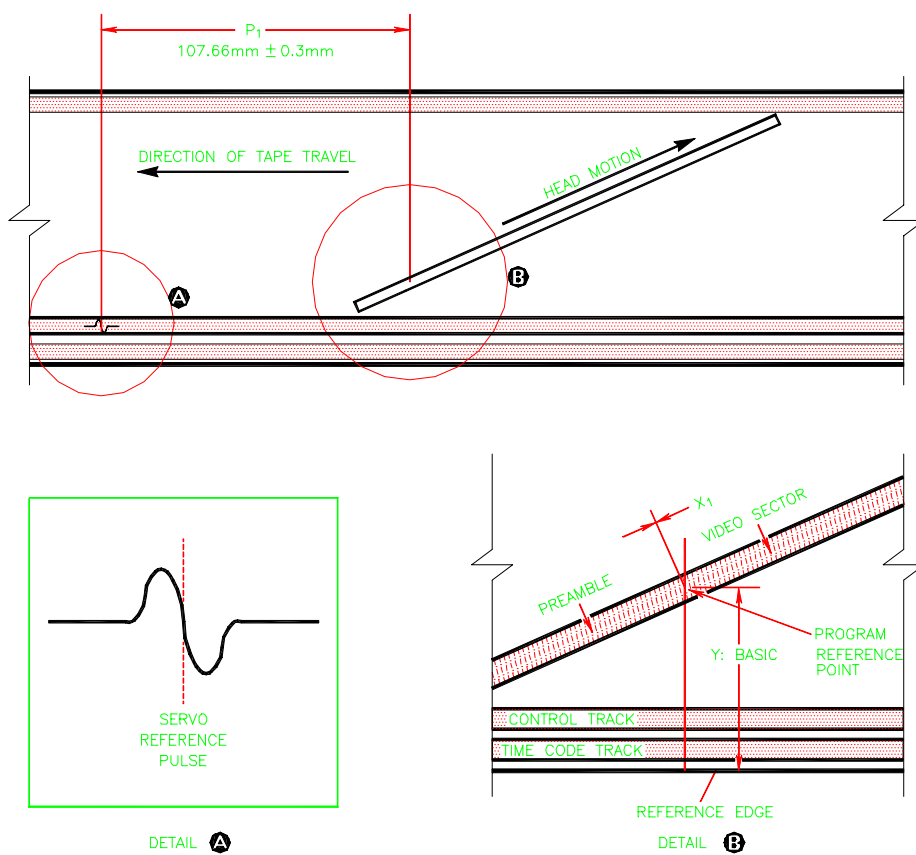 P1
107.66mm ± 0.3mm
DIRECTION OF TAPE TRAVEL
HEAD MOTION
A
B
SERVO
REFERENCE
PULSE
DETAIL A
X1
VIDEO SECTOR
PREAMBLE
PROGRAM
REFERENCE
POINT
Y: BASIC
CONTROL TRACK
TIME CODE TRACK
REFERENCE EDGE
DETAIL B